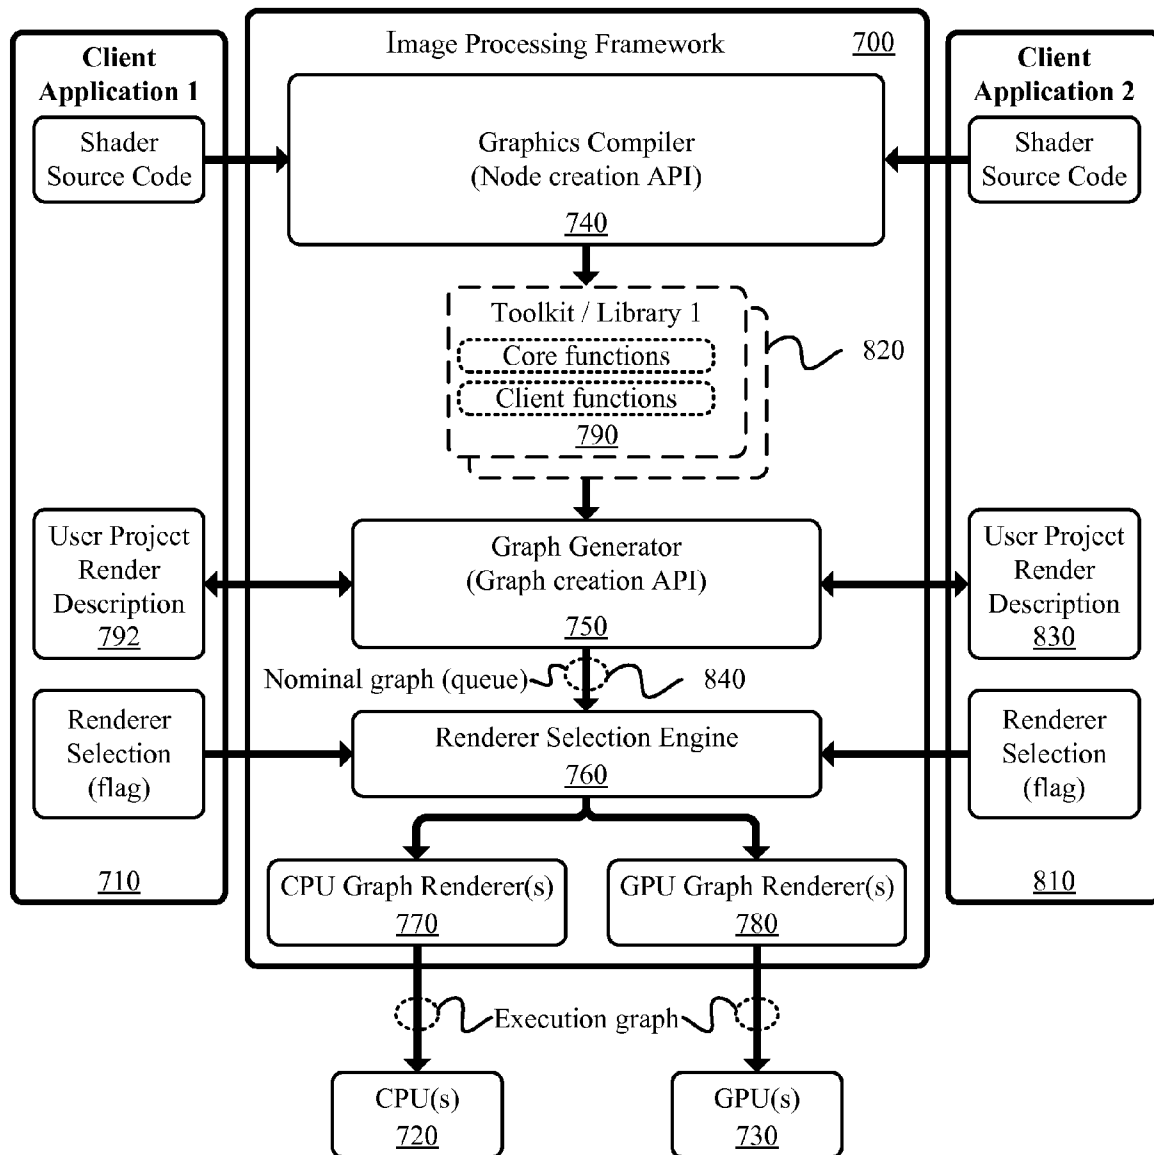 Image Processing Framework 700
Client
Application 1
Shader
Source Code
User Project
Render
Description
792
Renderer
Selection
(flag)
710
Graphics Compiler
(Node creation API)
740
Toolkit / Library 1
Core functions
Client functions
790
820
Graph Generator
(Graph creation API)
750
Nominal graph (queue)
840
Renderer Selection Engine
760
CPU Graph Renderer(s)
770
GPU Graph Renderer(s)
780
Execution graph
CPU(s)
720
GPU(s)
730
Client
Application 2
Shader
Source Code
User Project
Render
Description
830
Renderer
Selection
(flag)
810